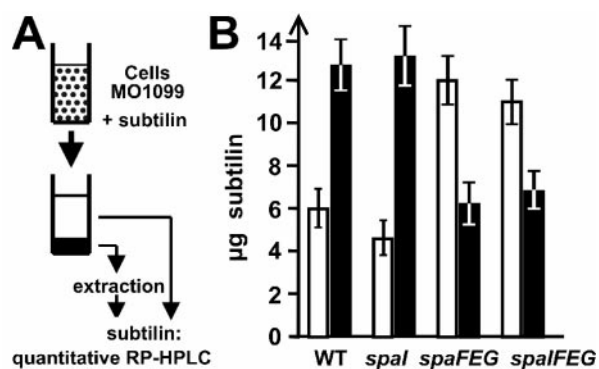 A
Cells
MO1099
+ subtilin
extraction
subtilin:
quantitative RP-HPLC
B
µg subtilin
14
12
10
8
6
4
2
0
WT spaI spaFEG spaIFEG